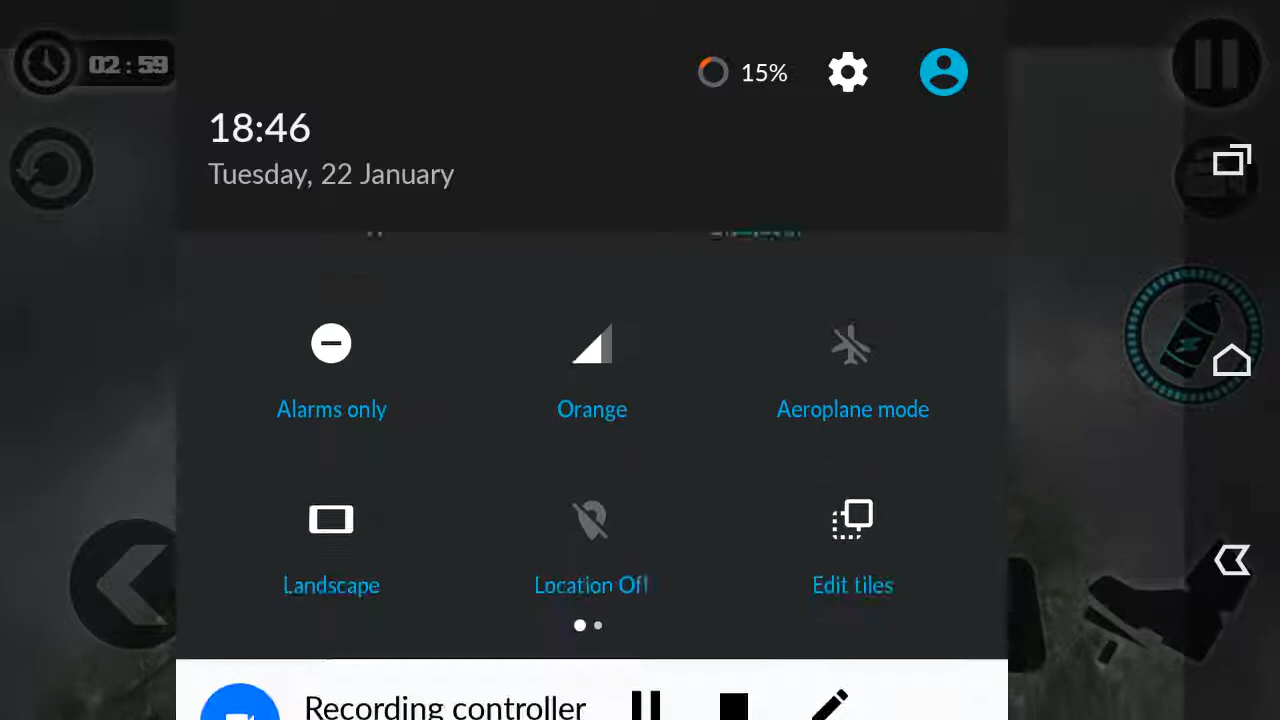 02:59
15%
18:46
Tuesday, 22 January
Alarms only
Orange
Aeroplane mode
Landscape
Location Off
Edit tiles
Recording controller